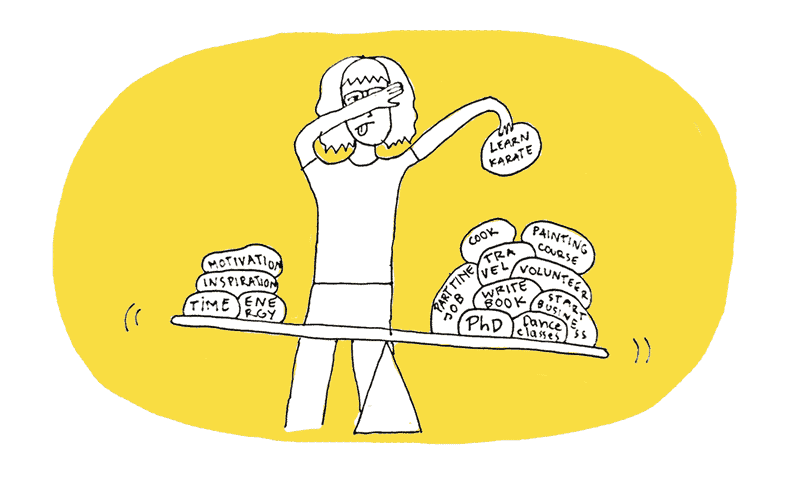 LEARN
KARATE
MOTIVATION
INSPIRATION
TIME
ENE
RGY
COOK
PAINTING
COURSE
TRA
VEL
VOLUNTEER
PARTTIME
JOB
WRITE
BOOK
START
BUSINE
SS
PhD
Dance
classes